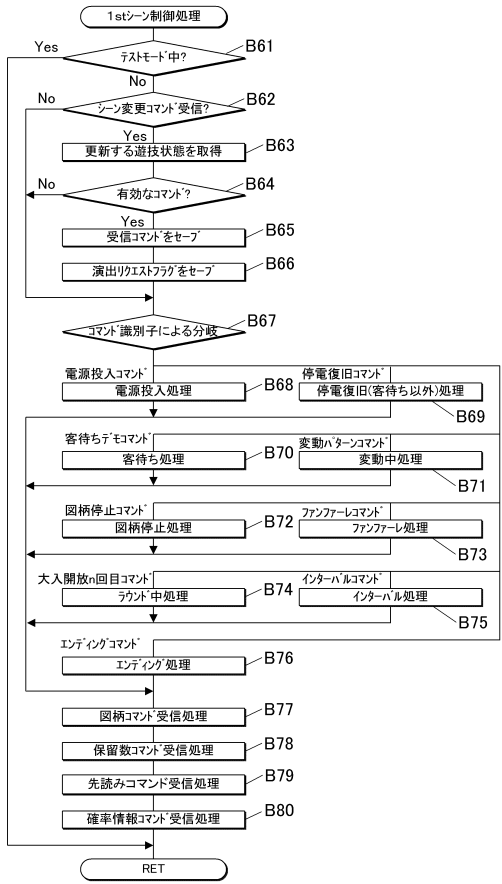 1stシーン制御処理
テストモード中?
B61
Yes
No
シーン変更コマンド受信?
B62
No
Yes
更新する遊技状態を取得
B63
有効なコマンド?
B64
No
Yes
受信コマンドをセーブ
B65
演出リクエストフラグをセーブ
B66
コマンド識別子による分岐
B67
電源投入コマンド
電源投入処理
B68
停電復旧コマンド
停電復旧(客待ち以外)処理
B69
客待ちデモコマンド
客待ち処理
B70
変動パターンコマンド
変動中処理
B71
図柄停止コマンド
図柄停止処理
B72
ファンファーレコマンド
ファンファーレ処理
B73
大入開放n回目コマンド
ラウンド中処理
B74
インターバルコマンド
インターバル処理
B75
エンディングコマンド
エンディング処理
B76
図柄コマンド受信処理
B77
保留数コマンド受信処理
B78
先読みコマンド受信処理
B79
確率情報コマンド受信処理
B80
RET